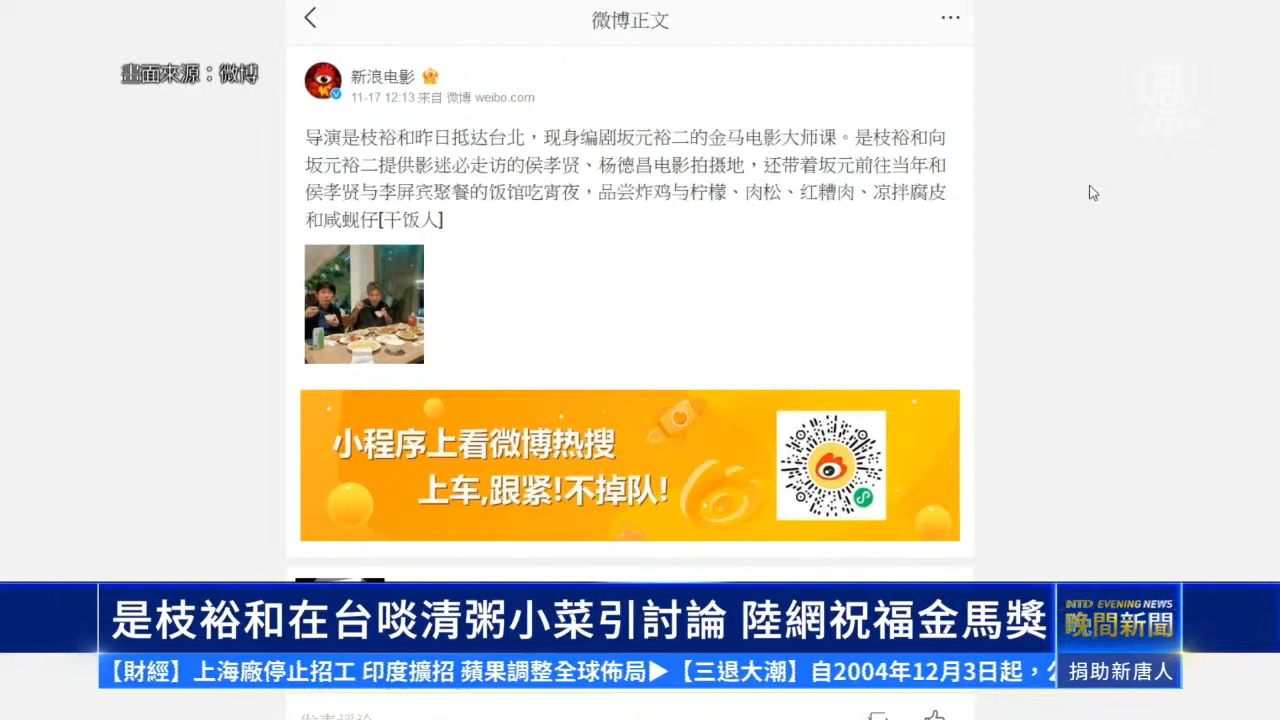 微博正文
畫面來源：微博
新浪电影
11-17 12:13 来自 微博 weibo.com
导演是枝裕和昨日抵达台北，现身编剧坂元裕二的金马电影大师课。是枝裕和向
坂元裕二提供影迷必走访的侯孝贤、杨德昌电影拍摄地，还带着坂元前往当年和
侯孝贤与李屏宾聚餐的饭馆吃宵夜，品尝炸鸡与柠檬、肉松、红糟肉、凉拌腐皮
和咸蚬仔[干饭人]
小程序上看微博热搜
上车,跟紧!不掉队!
是枝裕和在台啖清粥小菜引討論 陸網祝福金馬獎
NTD EVENING NEWS
晚間新聞
【財經】上海廠停止招工 印度擴招 蘋果調整全球佈局▶【三退大潮】自2004年12月3日起，
捐助新唐人